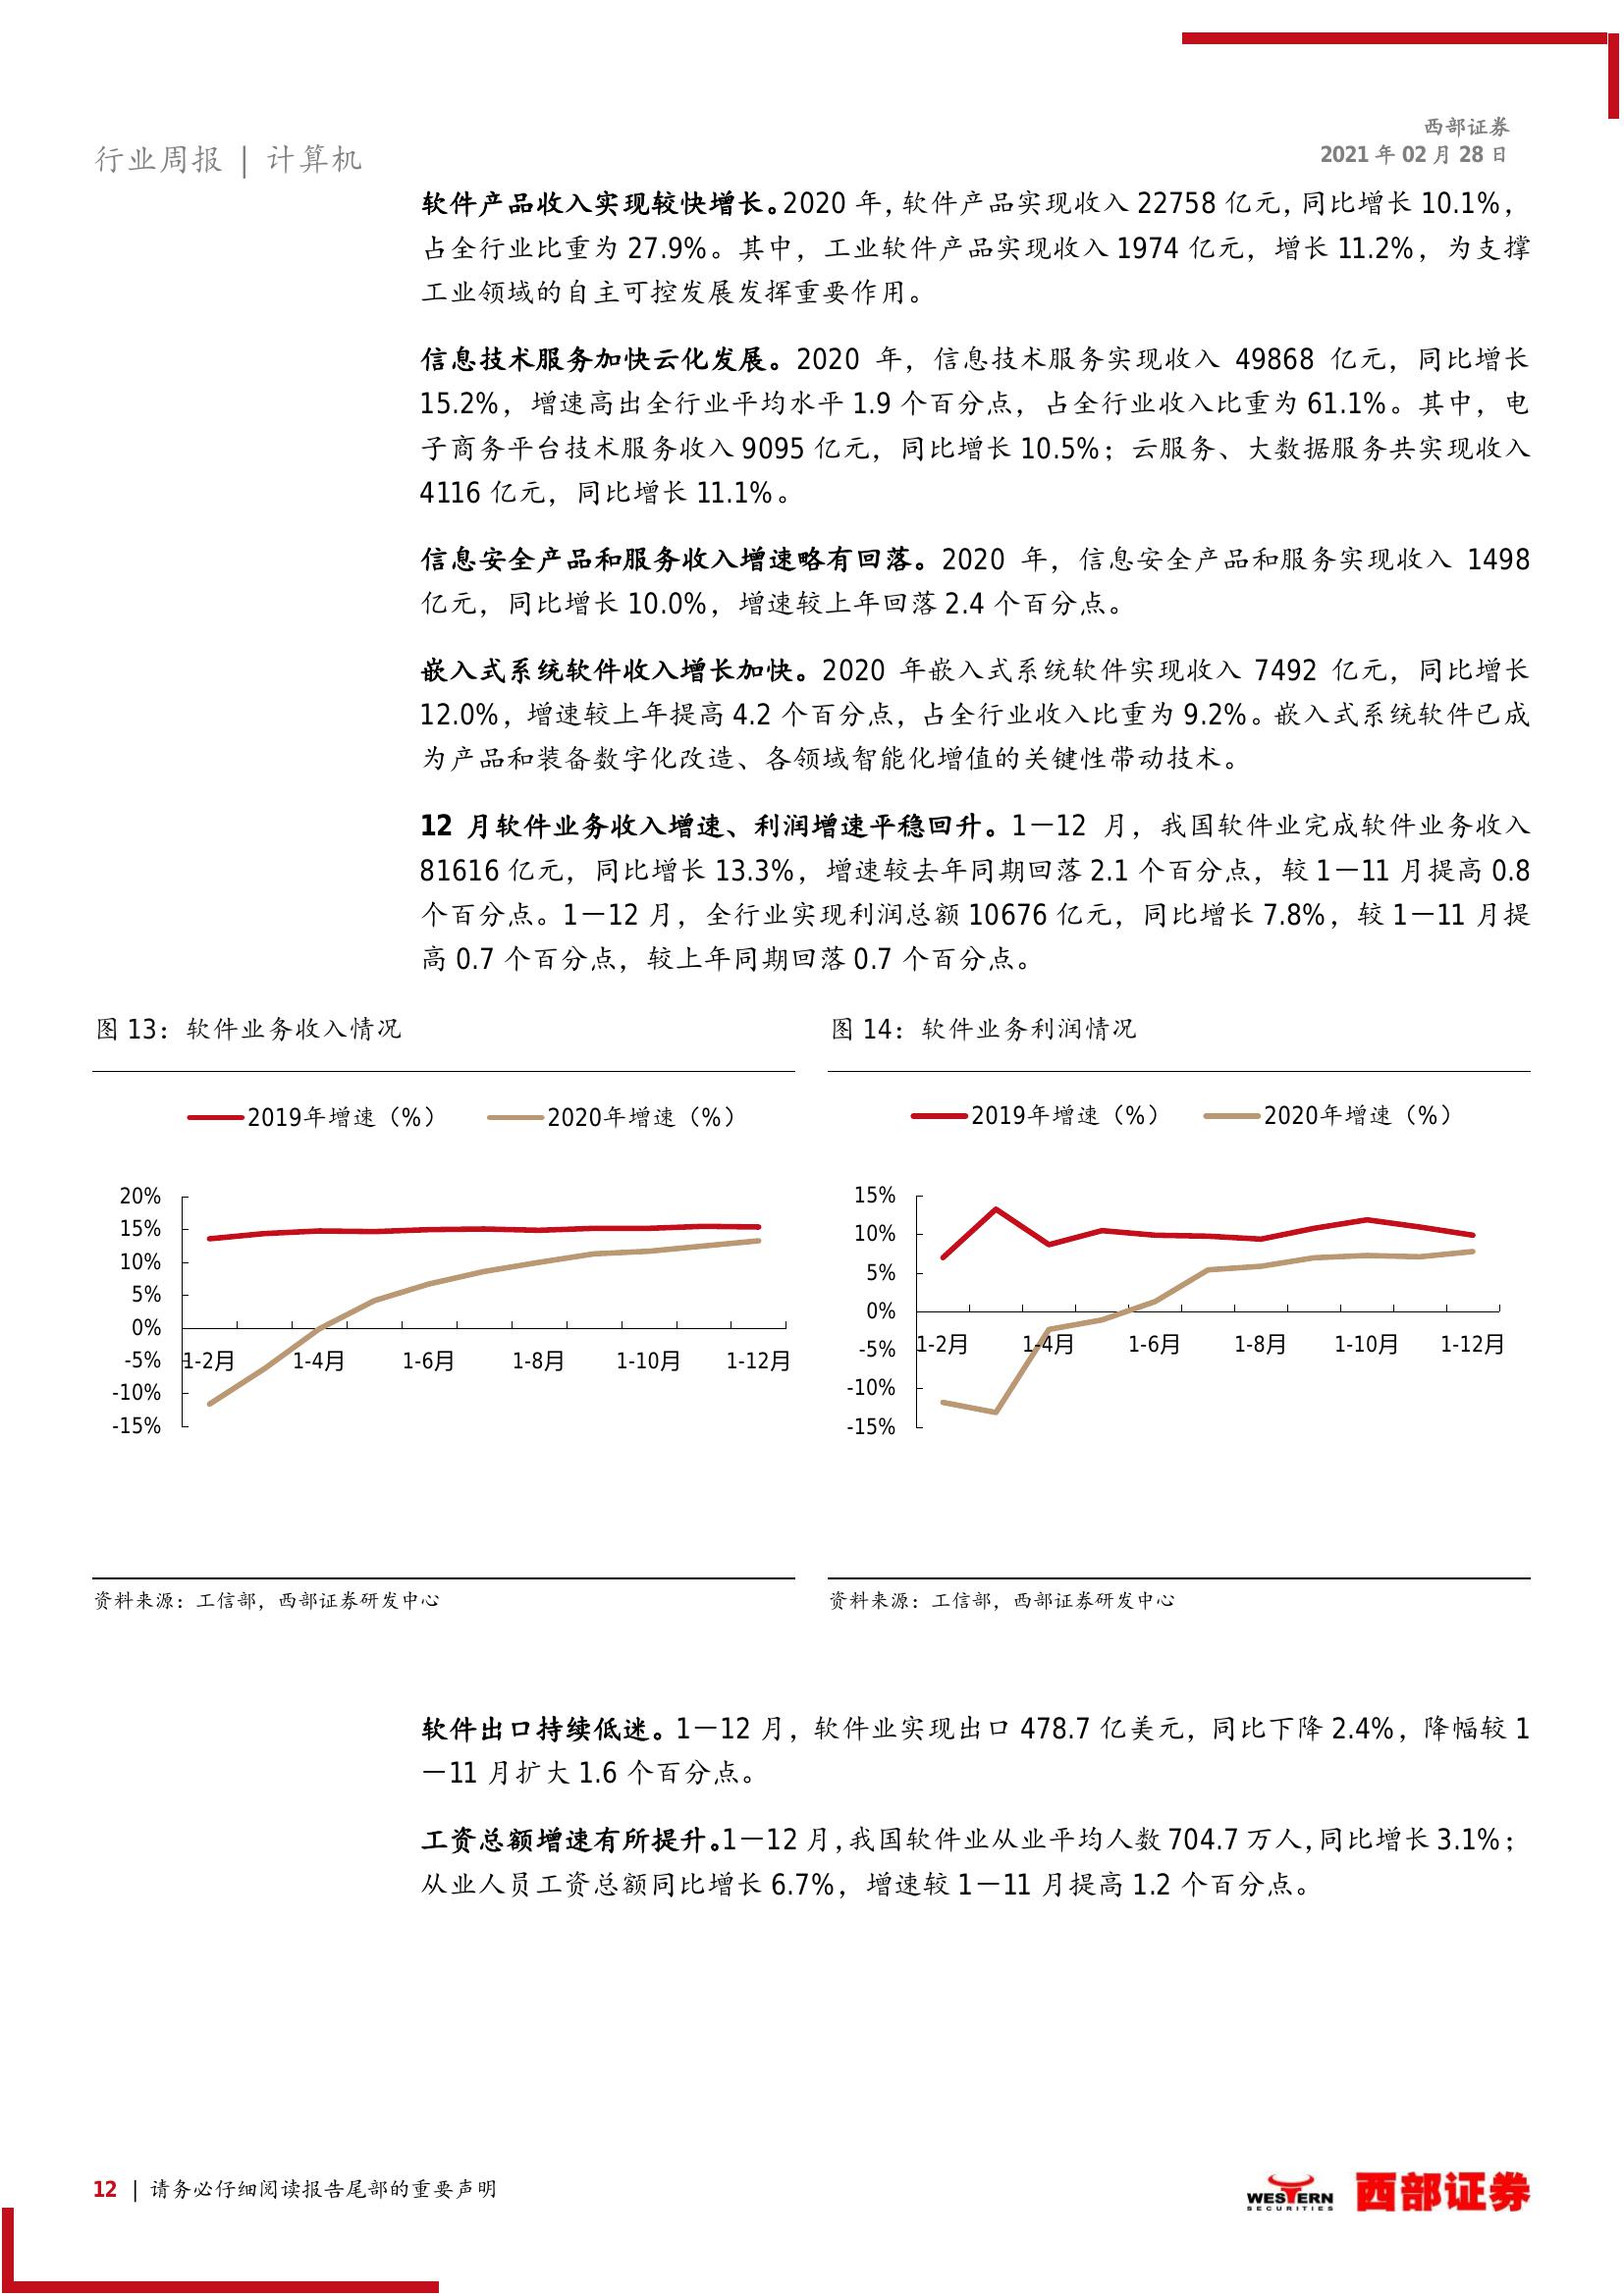 西部证券
2021 年 02 月 28 日
行业周报 | 计算机
软件产品收入实现较快增长。2020 年，软件产品实现收入 22758 亿元，同比增长 10.1%，
占全行业比重为 27.9%。其中，工业软件产品实现收入 1974 亿元，增长 11.2%，为支撑
工业领域的自主可控发展发挥重要作用。
信息技术服务加快云化发展。2020 年，信息技术服务实现收入 49868 亿元，同比增长
15.2%，增速高出全行业平均水平 1.9 个百分点，占全行业收入比重为 61.1%。其中，电
子商务平台技术服务收入 9095 亿元，同比增长 10.5%；云服务、大数据服务共实现收入
4116 亿元，同比增长 11.1%。
信息安全产品和服务收入增速略有回落。2020 年，信息安全产品和服务实现收入 1498
亿元，同比增长 10.0%，增速较上年回落 2.4 个百分点。
嵌入式系统软件收入增长加快。2020 年嵌入式系统软件实现收入 7492 亿元，同比增长
12.0%，增速较上年提高 4.2 个百分点，占全行业收入比重为 9.2%。嵌入式系统软件已成
为产品和装备数字化改造、各领域智能化增值的关键性带动技术。
12 月软件业务收入增速、利润增速平稳回升。1－12 月，我国软件业完成软件业务收入
81616 亿元，同比增长 13.3%，增速较去年同期回落 2.1 个百分点，较 1－11 月提高 0.8
个百分点。1－12 月，全行业实现利润总额 10676 亿元，同比增长 7.8%，较 1－11 月提
高 0.7 个百分点，较上年同期回落 0.7 个百分点。
图 13：软件业务收入情况
2019年增速（%） 2020年增速（%）
20%
15%
10%
5%
0%
-5%
-10%
-15%
1-2月 1-4月 1-6月 1-8月 1-10月 1-12月
资料来源：工信部，西部证券研发中心
图 14：软件业务利润情况
2019年增速（%） 2020年增速（%）
15%
10%
5%
0%
-5%
-10%
-15%
1-2月 1-4月 1-6月 1-8月 1-10月 1-12月
资料来源：工信部，西部证券研发中心
软件出口持续低迷。1－12 月，软件业实现出口 478.7 亿美元，同比下降 2.4%，降幅较 1
－11 月扩大 1.6 个百分点。
工资总额增速有所提升。1－12 月，我国软件业从业平均人数 704.7 万人，同比增长 3.1%；
从业人员工资总额同比增长 6.7%，增速较 1－11 月提高 1.2 个百分点。
12 | 请务必仔细阅读报告尾部的重要声明
WESTERN
SECURITIES
西部证券